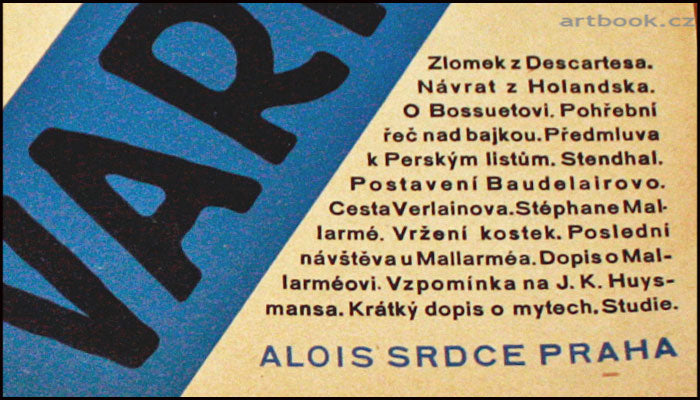 artbook.cz
VAR
Zlomek z Descartesa.
Návrat z Holandska.
O Bossuetovi. Pohřební
řeč nad bajkou. Předmluva
k Perským listům. Stendhal.
Postavení Baudelairovo.
Cesta Verlainova. Stéphane Mal-
larmé. Vržení kostek. Poslední
návštěva u Mallarméa. Dopis o Mal-
larméovi. Vzpomínka na J. K. Huys-
mansa. Krátký dopis o mytech. Studie.
ALOIS SRDCE PRAHA